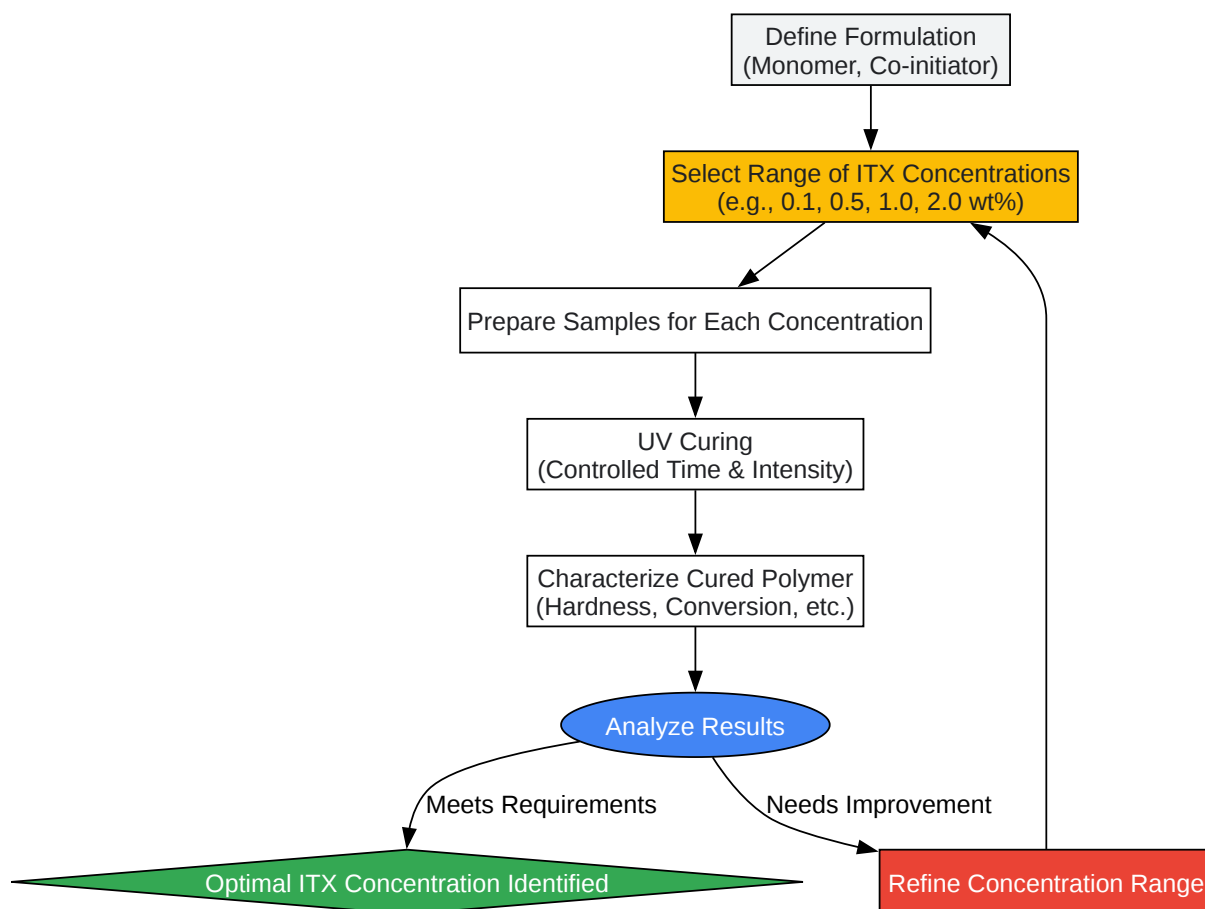 Define Formulation
(Monomer, Co-initiator)
Select Range of ITX Concentrations
(e.g., 0.1, 0.5, 1.0, 2.0 wt%)
Prepare Samples for Each Concentration
UV Curing
(Controlled Time & Intensity)
Characterize Cured Polymer
(Hardness, Conversion, etc.)
Analyze Results
Meets Requirements
Needs Improvement
Optimal ITX Concentration Identified
Refine Concentration Range